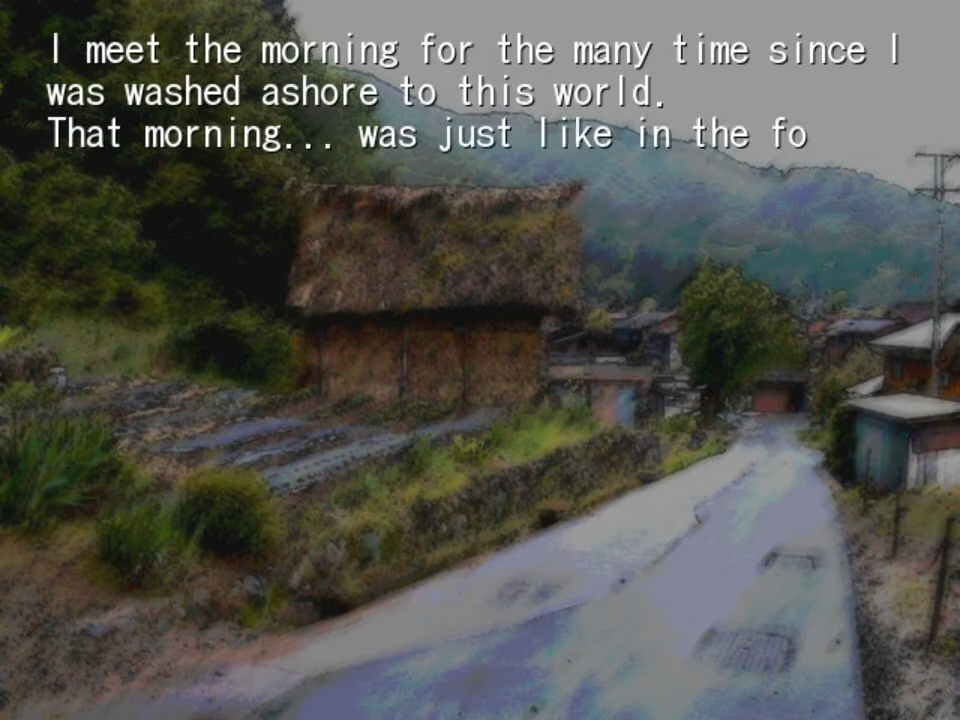 I meet the morning for the many time since I
was washed ashore to this world.
That morning... was just like in the fo